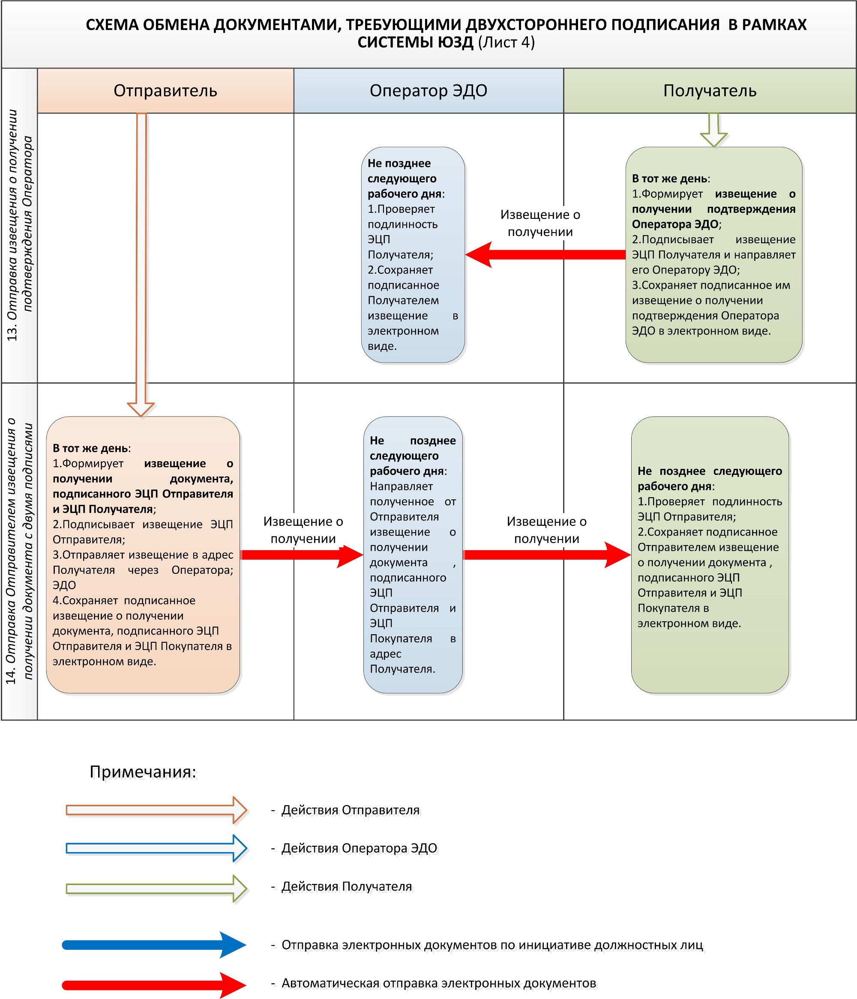 СХЕМА ОБМЕНА ДОКУМЕНТАМИ, ТРЕБУЮЩИМИ ДВУХСТОРОННЕГО ПОДПИСАНИЯ В РАМКАХ
СИСТЕМЫ ЮЗД (Лист 4)
Отправитель
Оператор ЭДО
Получатель
13. Отправка извещения о получении
подтверждения Оператора
Не позднее
следующего
рабочего дня:
1.Проверяет
подлинность
ЭЦП
Получателя;
2.Сохраняет
подписанное
Получателем
извещение в
электронном
виде.
Извещение о
получении
В тот же день:
1.Формирует извещение о
получении подтверждения
Оператора ЭДО;
2.Подписывает извещение
ЭЦП Получателя и направляет
его Оператору ЭДО;
3.Сохраняет подписанное им
извещение о получении
подтверждения Оператора
ЭДО в электронном виде.
14. Отправка Отправителем извещения о
получении документа с двумя подписями
В тот же день:
1.Формирует извещение о
получении документа,
подписанного ЭЦП Отправителя
и ЭЦП Получателя;
2.Подписывает извещение ЭЦП
Отправителя;
3.Отправляет извещение в адрес
Получателя через Оператора;
ЭДО
4.Сохраняет подписанное
извещение о получении
документа, подписанного ЭЦП
Отправителя и ЭЦП Покупателя в
электронном виде.
Извещение о
получении
Не позднее
следующего
рабочего дня:
Направляет
полученное от
Отправителя
извещение о
получении
документа ,
подписанного
ЭЦП
Отправителя и
ЭЦП
Покупателя в
адрес
Получателя.
Извещение о
получении
Не позднее следующего
рабочего дня:
1.Проверяет подлинность
ЭЦП Отправителя;
2.Сохраняет подписанное
Отправителем извещение
о получении документа ,
подписанного ЭЦП
Отправителя и ЭЦП
Покупателя в
электронном виде.
Примечания:
- Действия Отправителя
- Действия Оператора ЭДО
- Действия Получателя
- Отправка электронных документов по инициативе должностных лиц
- Автоматическая отправка электронных документов